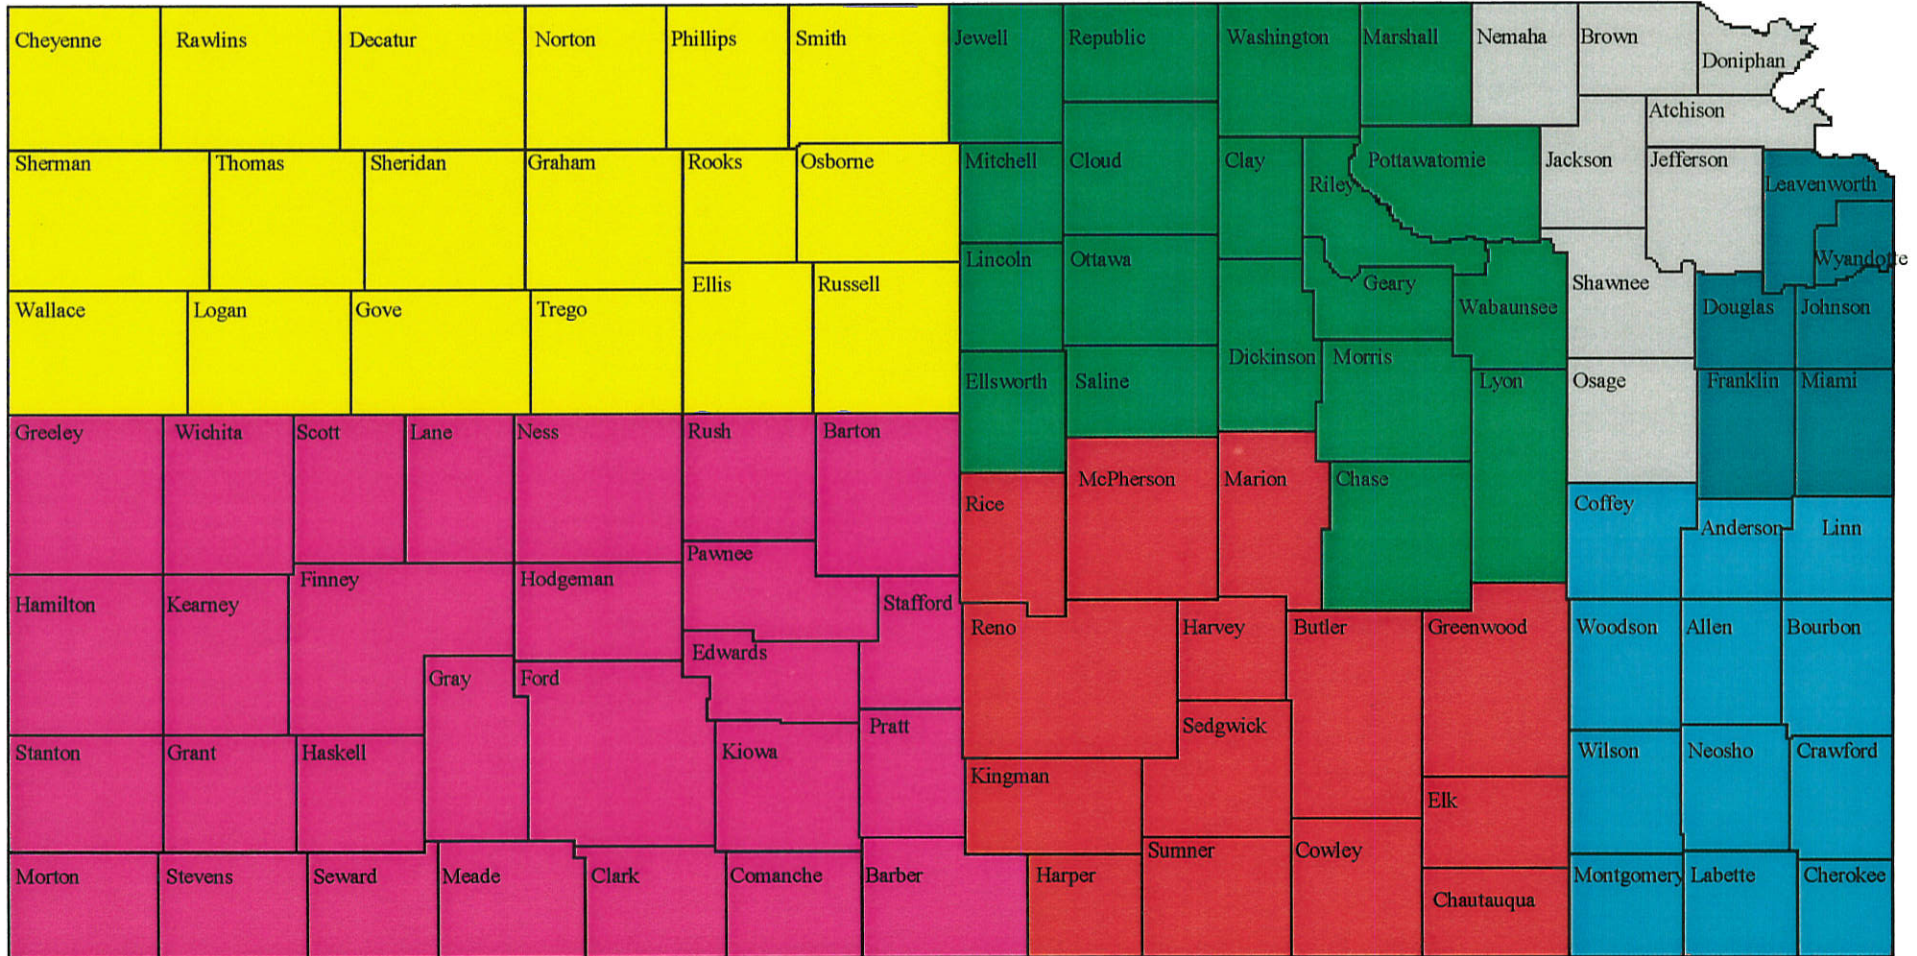 Cheyenne
Rawlins
Decatur
Norton
Phillips
Smith
Jewell
Republic
Washington
Marshall
Nemaha
Brown
Doniphan
Atchison
Sherman
Thomas
Sheridan
Graham
Rooks
Osborne
Mitchell
Cloud
Clay
Riley
Pottawatomie
Jackson
Jefferson
Leavenworth
Wyandotte
Wallace
Logan
Gove
Trego
Ellis
Russell
Lincoln
Ottawa
Geary
Wabaunsee
Shawnee
Douglas
Johnson
Dickinson
Morris
Ellsworth
Saline
Lyon
Osage
Franklin
Miami
Greeley
Wichita
Scott
Lane
Ness
Rush
Barton
Rice
McPherson
Marion
Chase
Coffey
Anderson
Linn
Pawnee
Hamilton
Kearney
Finney
Hodgeman
Stafford
Edwards
Reno
Harvey
Butler
Greenwood
Woodson
Allen
Bourbon
Gray
Ford
Pratt
Sedgwick
Stanton
Grant
Haskell
Kiowa
Kingman
Elk
Wilson
Neosho
Crawford
Sumner
Cowley
Morton
Stevens
Seward
Meade
Clark
Comanche
Barber
Harper
Chautauqua
Montgomery
Labette
Cherokee